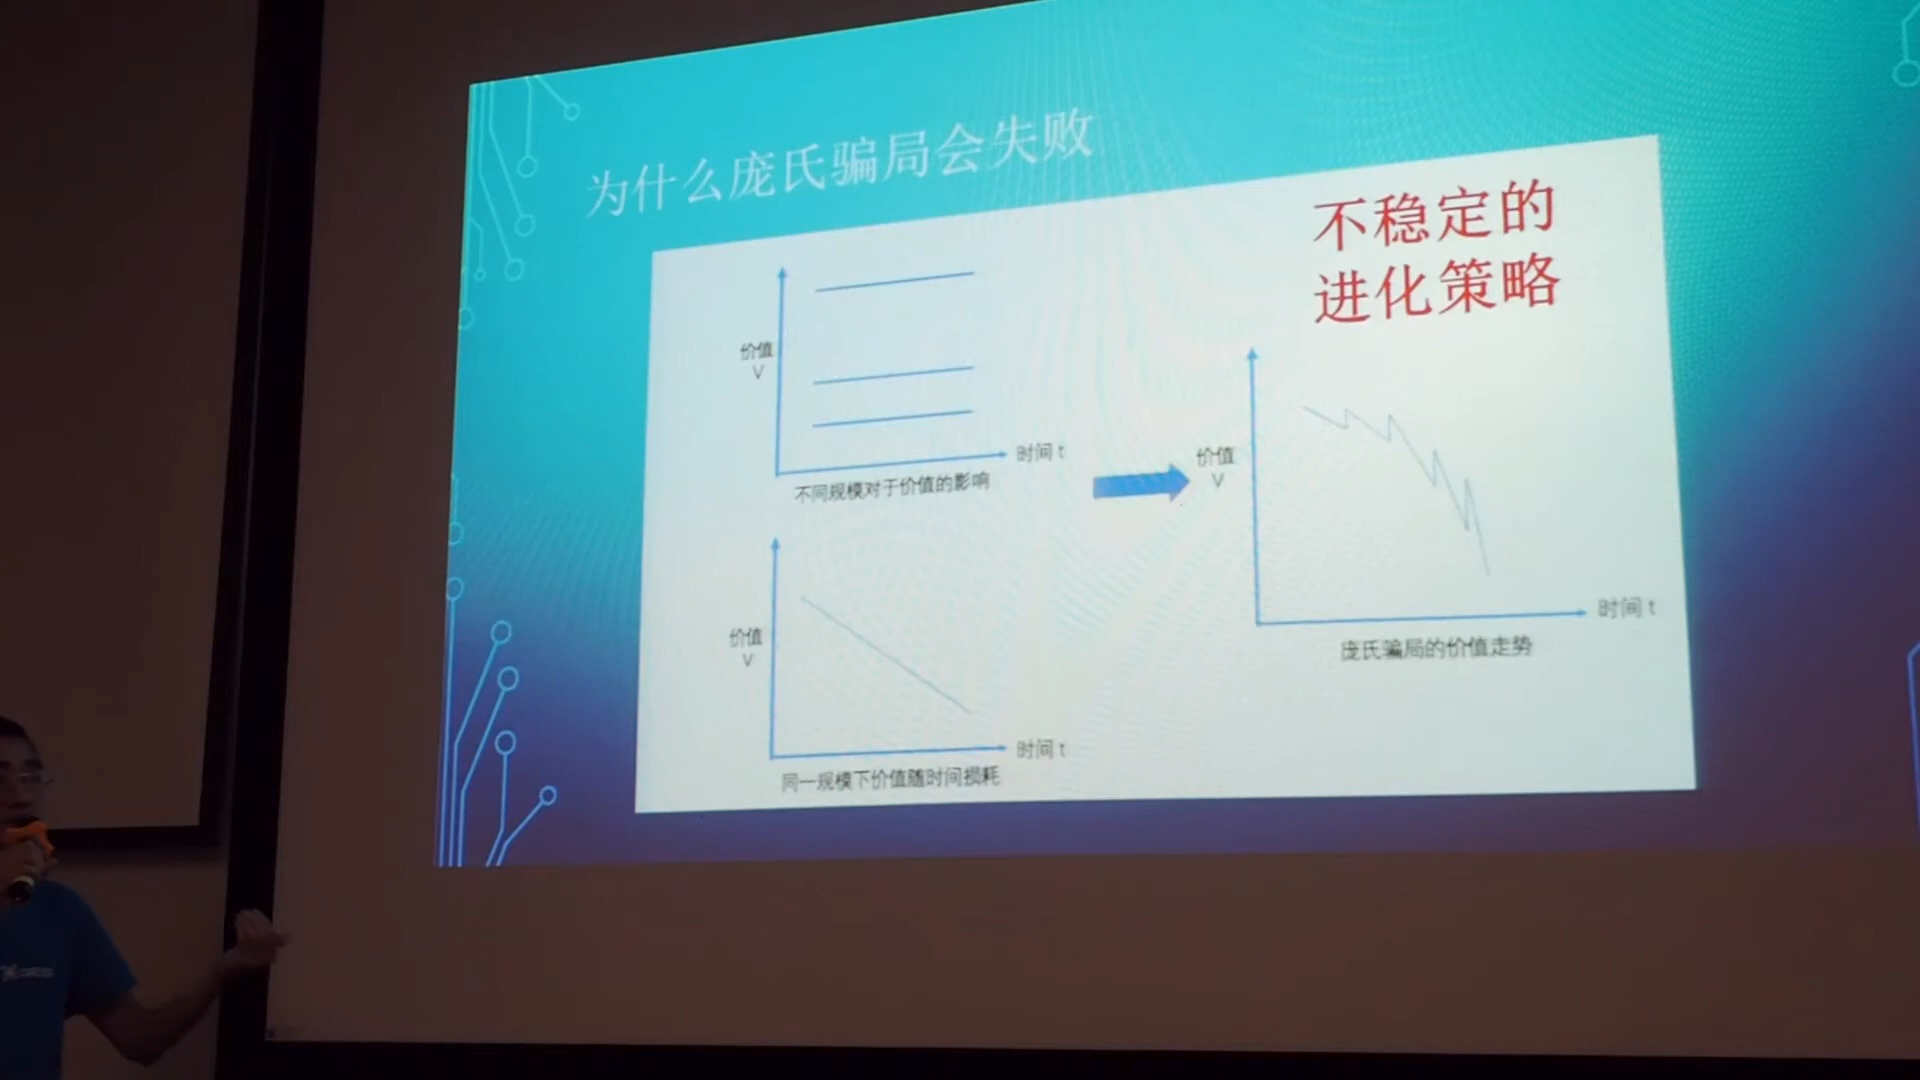 为什么庞氏骗局会失败
不稳定的
进化策略
价值
V
时间 t
不同规模对于价值的影响
价值
V
时间 t
同一规模下价值随时间损耗
价值
V
时间 t
庞氏骗局的价值走势